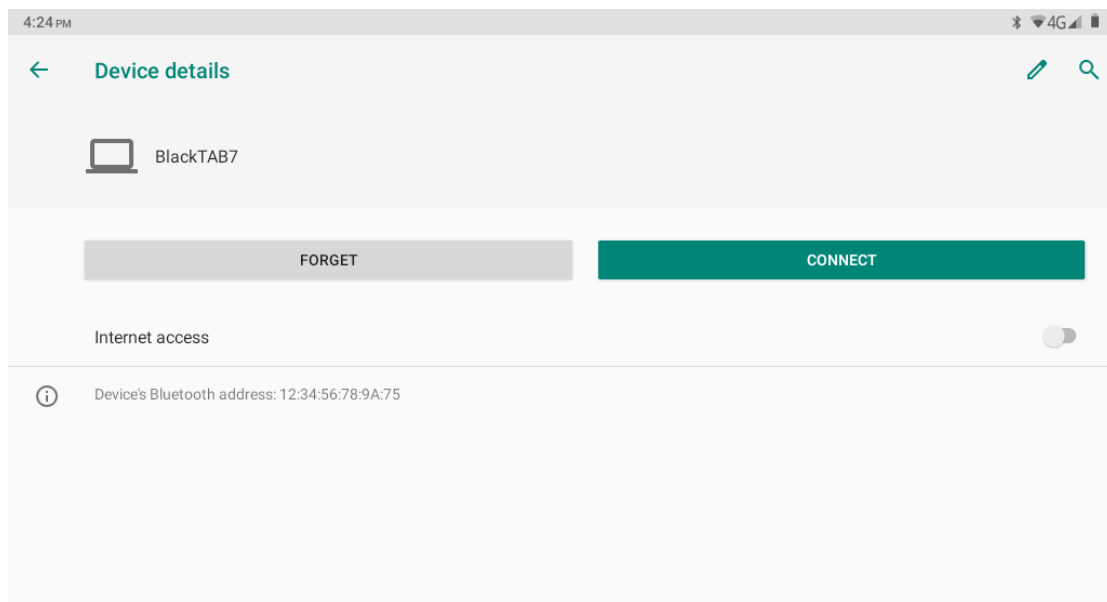 4:24 PM 4G
Device details
BlackTAB7
FORGET CONNECT
Internet access
Device's Bluetooth address: 12:34:56:78:9A:75